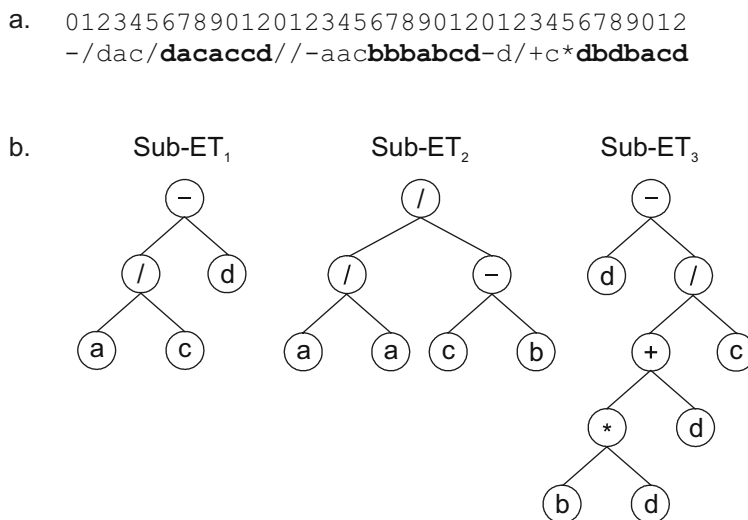 a. 012345678901201234567890120123456789012
-/dac/dacaccd//-aacbbbabcd-d/+c*dbdbacd
b. Sub-ET₁ Sub-ET₂ Sub-ET₃
- / -
/ d / - d /
a c a a c b + c
* d
b d